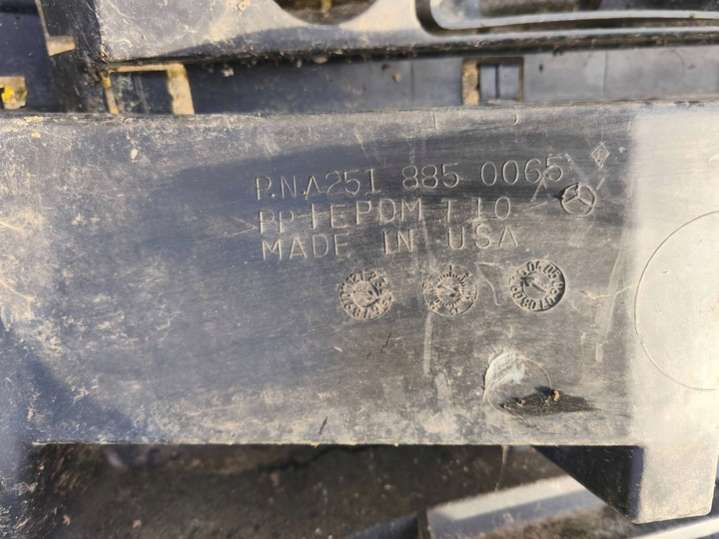 P.N.A251 885 0065
>PP+EPDM T10<
MADE IN USA